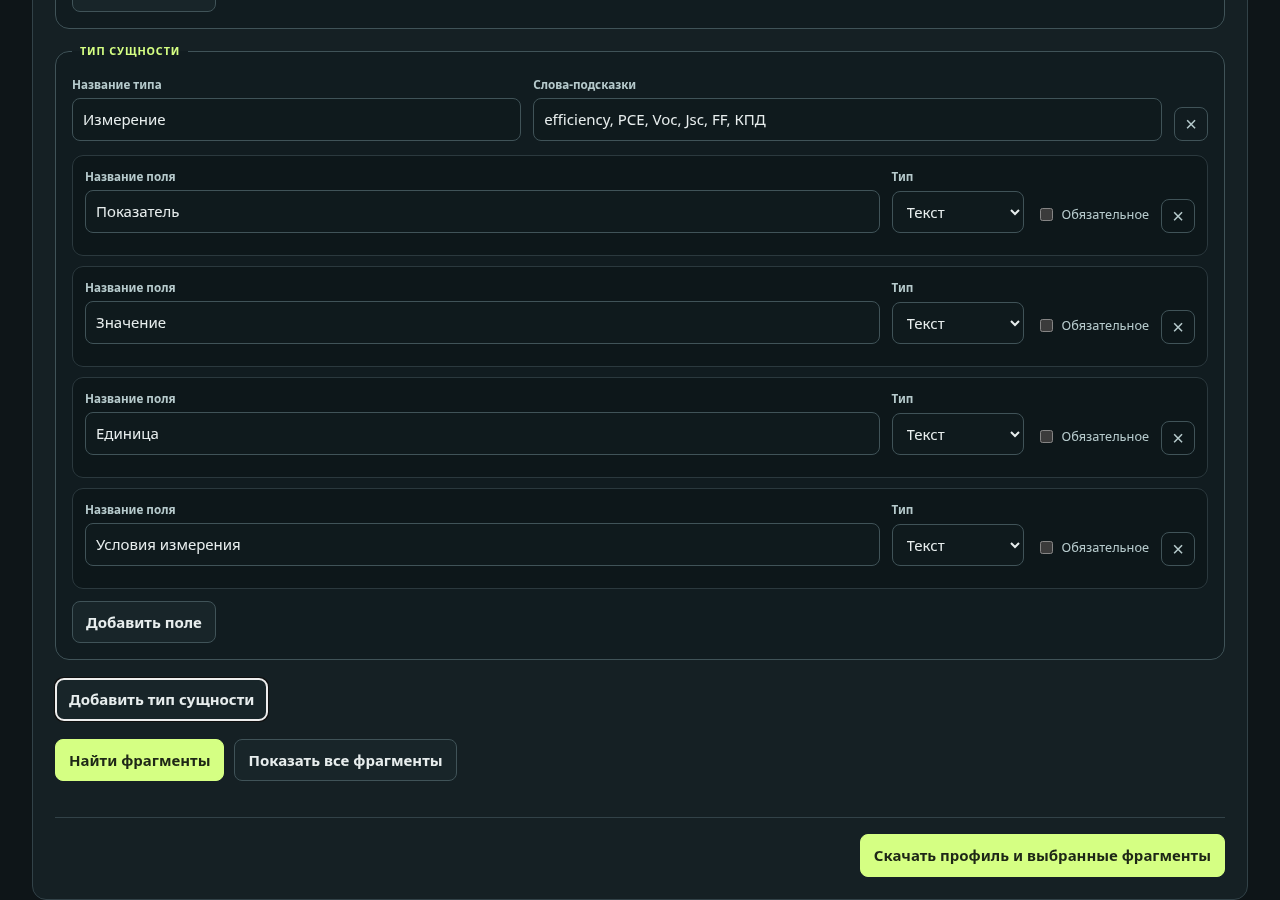 ТИП СУЩНОСТИ
Название типа
Слова-подсказки
Измерение
efficiency, PCE, Voc, Jsc, FF, КПД
×
Название поля
Тип
Показатель
Текст
Обязательное
×
Название поля
Тип
Значение
Текст
Обязательное
×
Название поля
Тип
Единица
Текст
Обязательное
×
Название поля
Тип
Условия измерения
Текст
Обязательное
×
Добавить поле
Добавить тип сущности
Найти фрагменты
Показать все фрагменты
Скачать профиль и выбранные фрагменты